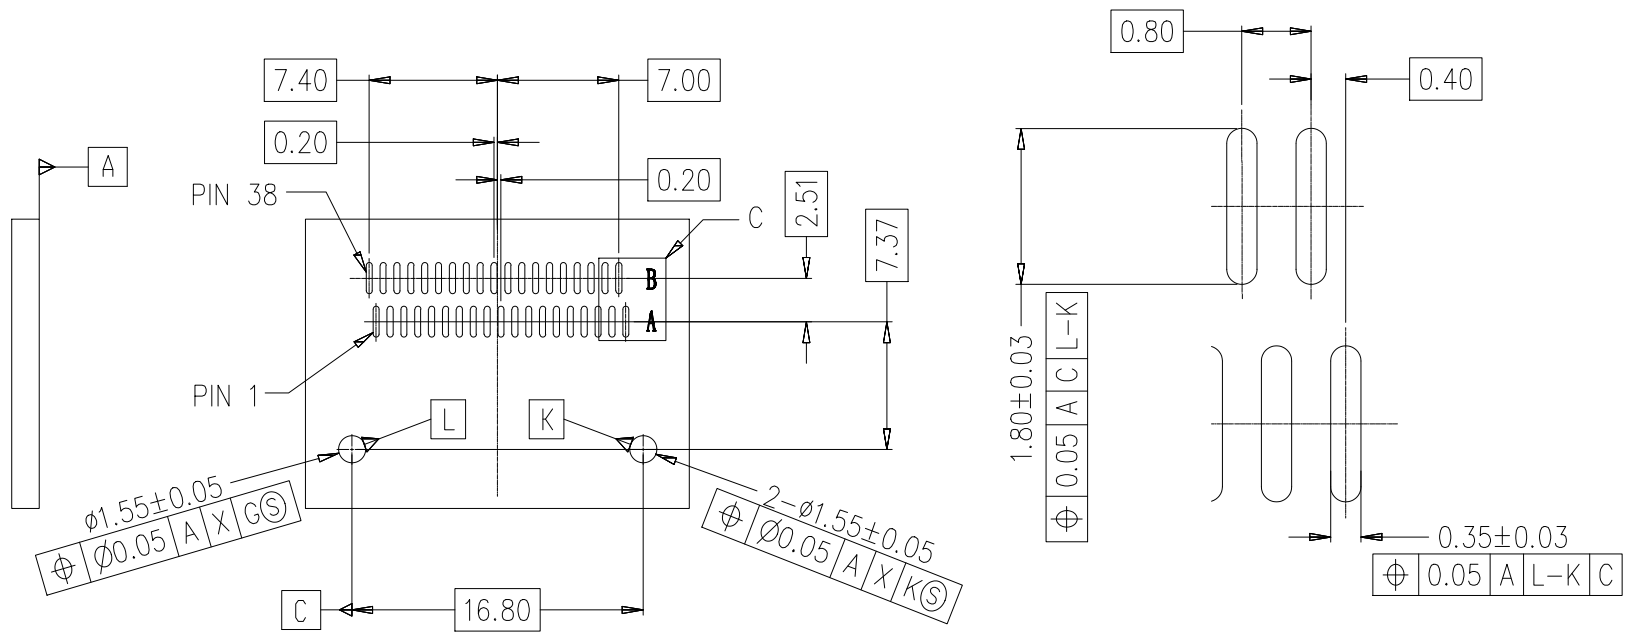 0.80
7.40
7.00
0.40
0.20
A
0.20
PIN 38
2.51
C
7.37
B
A
1.80±0.03
⌖ 0.05 A C L-K
PIN 1
L
K
ø1.55±0.05
⌖ Ø0.05 A X GⓈ
2-ø1.55±0.05
⌖ Ø0.05 A X KⓈ
0.35±0.03
⌖ 0.05 A L-K C
C
16.80